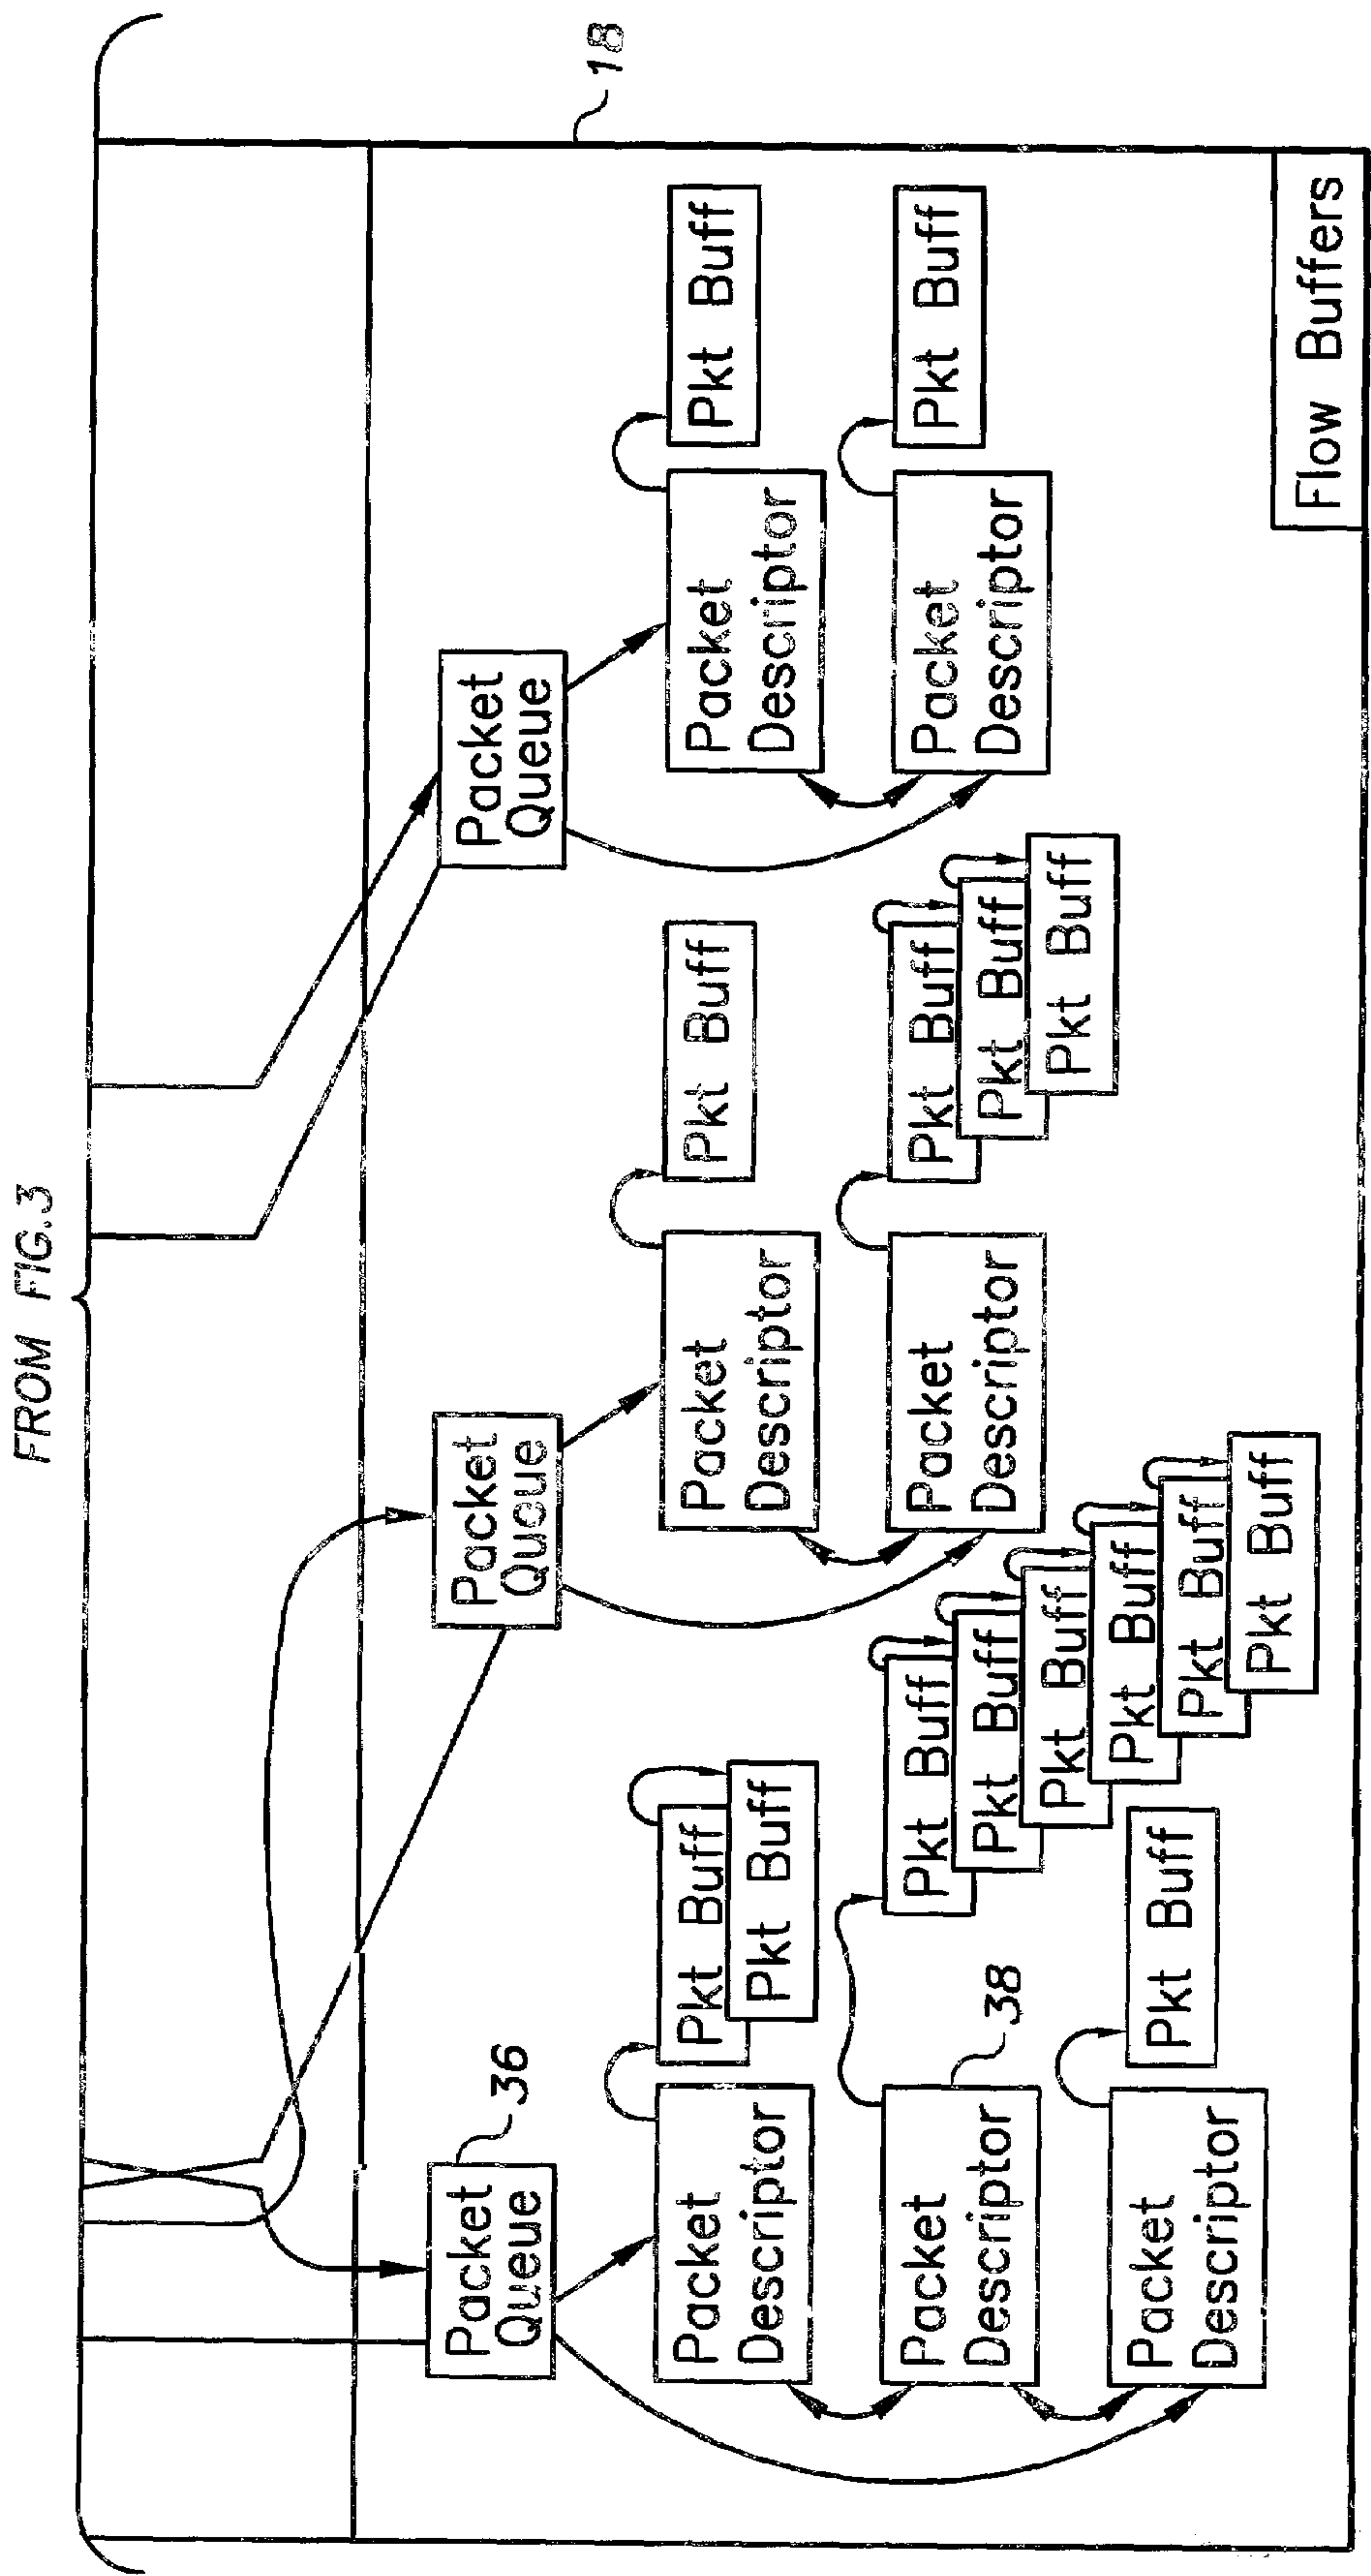 FROM FIG.3
18
Packet
Queue
36
Packet
Queue
Packet
Queue
Packet
Descriptor
Pkt Buff
Pkt Buff
Packet
Descriptor
Pkt Buff
Packet
Descriptor
Pkt Buff
Packet
Descriptor
38
Pkt Buff
Pkt Buff
Pkt Buff
Pkt Buff
Pkt Buff
Pkt Buff
Packet
Descriptor
Pkt Buff
Pkt Buff
Pkt Buff
Packet
Descriptor
Pkt Buff
Packet
Descriptor
Pkt Buff
Flow Buffers